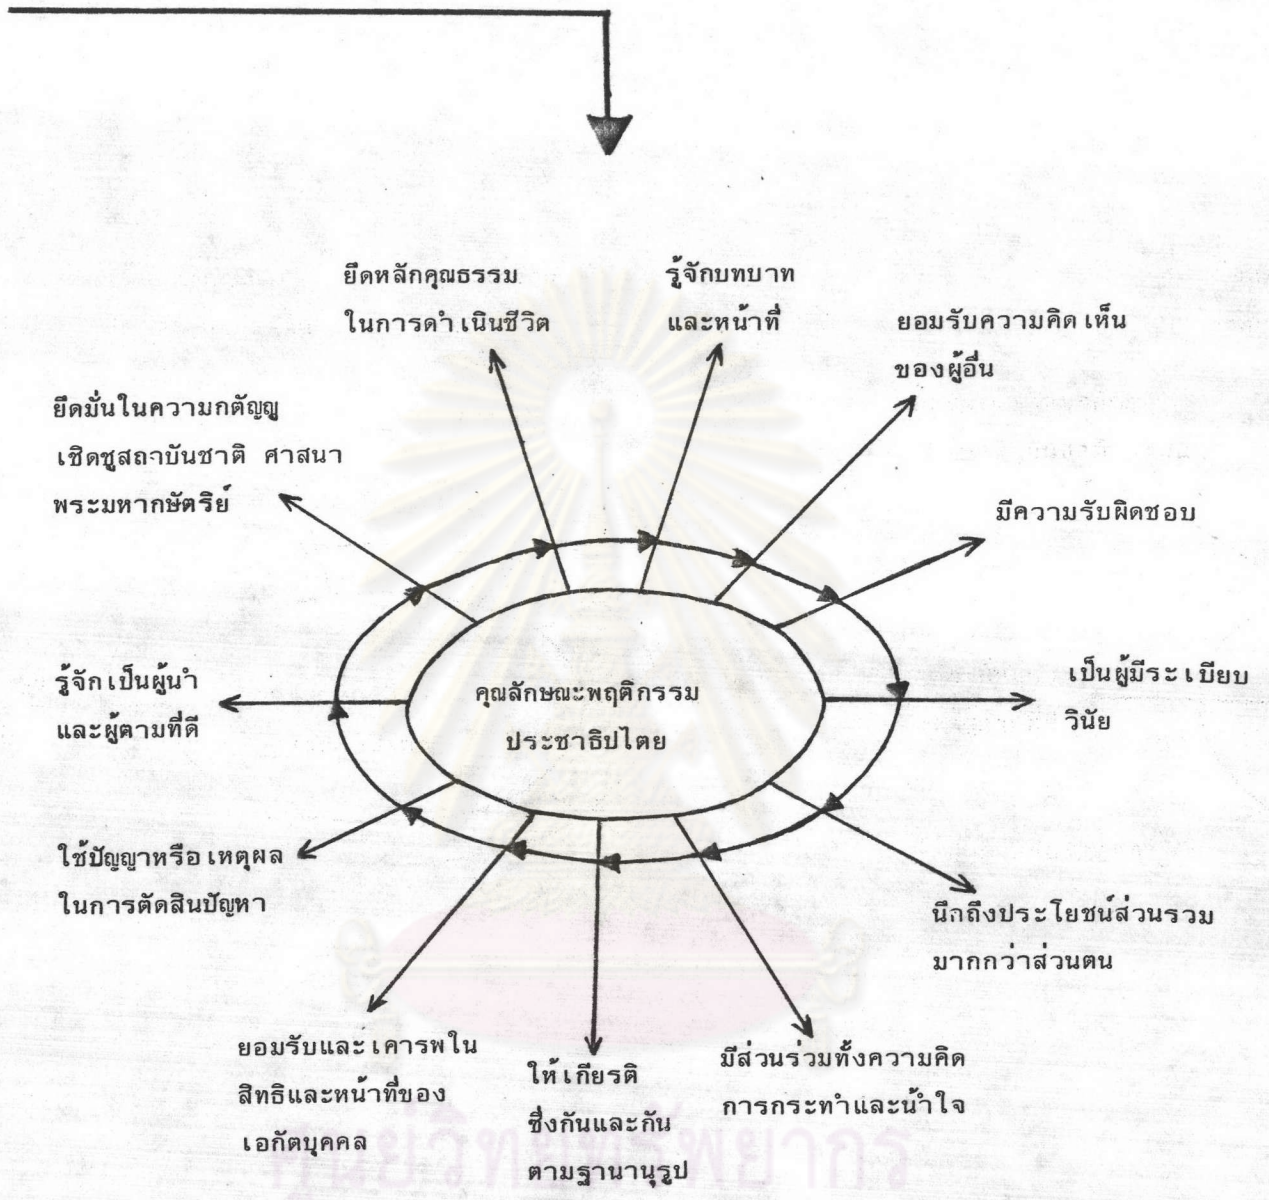 ยึดหลักคุณธรรม
ในการดำเนินชีวิต
รู้จักบทบาท
และหน้าที่
ยอมรับความคิดเห็น
ของผู้อื่น
ยึดมั่นในความกตัญญู
เชิดชูสถาบันชาติ ศาสนา
พระมหากษัตริย์
มีความรับผิดชอบ
รู้จักเป็นผู้นำ
และผู้ตามที่ดี
คุณลักษณะพฤติกรรม
ประชาธิปไตย
เป็นผู้มีระเบียบ
วินัย
ใช้ปัญญาหรือเหตุผล
ในการตัดสินปัญหา
นึกถึงประโยชน์ส่วนรวม
มากกว่าส่วนตน
ยอมรับและเคารพใน
สิทธิและหน้าที่ของ
เอกัตบุคคล
ให้เกียรติ
ซึ่งกันและกัน
ตามฐานานุรูป
มีส่วนร่วมทั้งความคิด
การกระทำและน้ำใจ
ศูนย์วิทยทรัพยากร